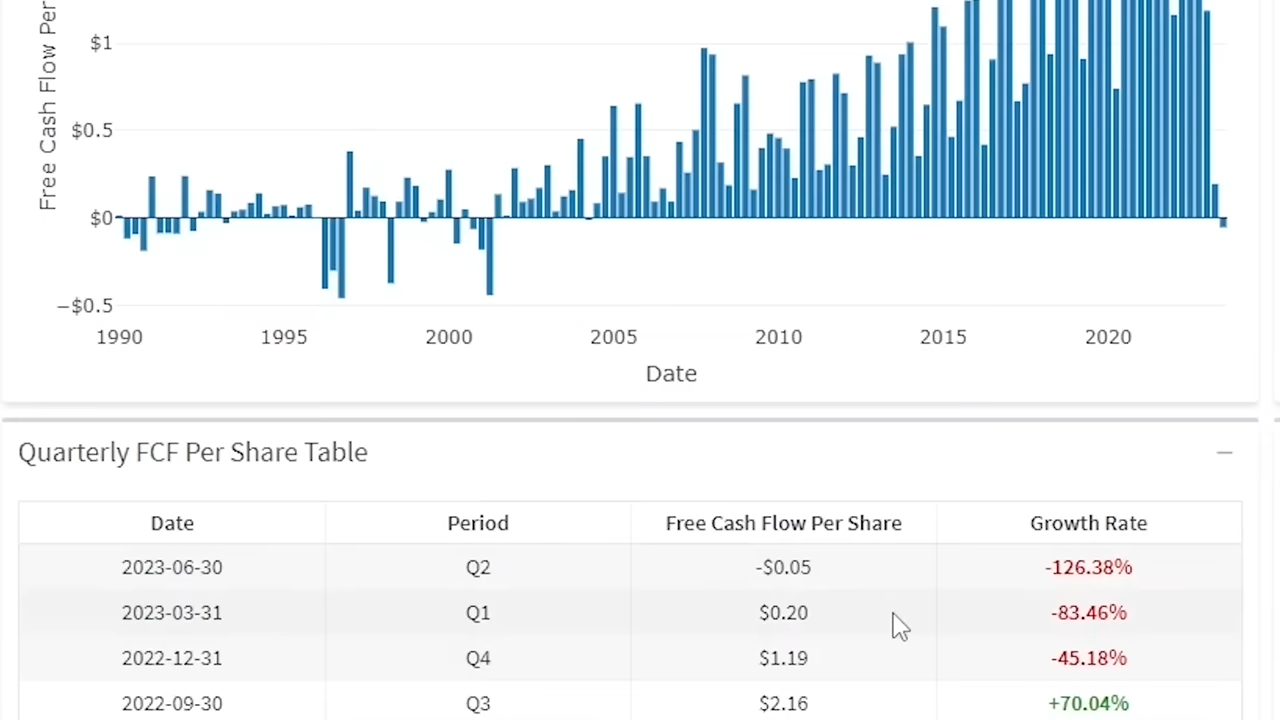 Free Cash Flow Per
$1
$0.5
$0
−$0.5
1990 1995 2000 2005 2010 2015 2020
Date
Quarterly FCF Per Share Table
Date Period Free Cash Flow Per Share Growth Rate
2023-06-30 Q2 -$0.05 -126.38%
2023-03-31 Q1 $0.20 -83.46%
2022-12-31 Q4 $1.19 -45.18%
2022-09-30 Q3 $2.16 +70.04%